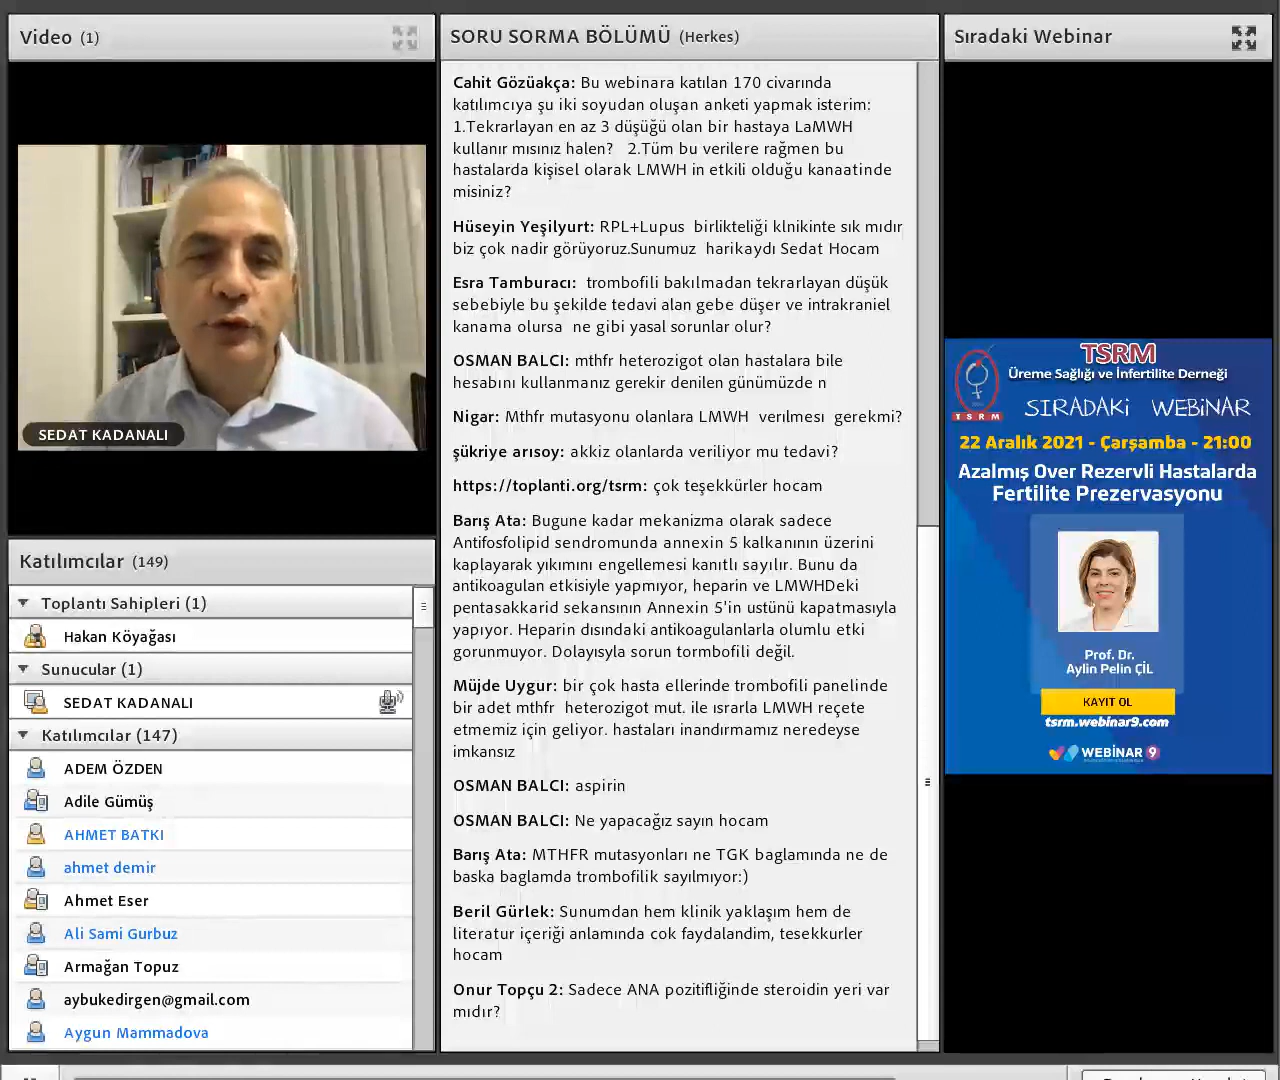 Video (1)
SEDAT KADANALI
Katılımcılar (149)
Toplantı Sahipleri (1)
Hakan Köyağası
Sunucular (1)
SEDAT KADANALI
Katılımcılar (147)
ADEM ÖZDEN
Adile Gümüş
AHMET BATKI
ahmet demir
Ahmet Eser
Ali Sami Gurbuz
Armağan Topuz
aybukedirgen@gmail.com
Aygun Mammadova
SORU SORMA BÖLÜMÜ (Herkes)
Cahit Gözüakça: Bu webinara katılan 170 civarında
katılımcıya şu iki soyudan oluşan anketi yapmak isterim:
1.Tekrarlayan en az 3 düşüğü olan bir hastaya LaMWH
kullanır mısınız halen? 2.Tüm bu verilere rağmen bu
hastalarda kişisel olarak LMWH in etkili olduğu kanaatinde
misiniz?
Hüseyin Yeşilyurt: RPL+Lupus birlikteliği klnikinte sık mıdır
biz çok nadir görüyoruz.Sunumuz harikaydı Sedat Hocam
Esra Tamburacı: trombofili bakılmadan tekrarlayan düşük
sebebiyle bu şekilde tedavi alan gebe düşer ve intrakraniel
kanama olursa ne gibi yasal sorunlar olur?
OSMAN BALCI: mthfr heterozigot olan hastalara bile
hesabını kullanmanız gerekir denilen günümüzde n
Nigar: Mthfr mutasyonu olanlara LMWH verılmesı gerekmi?
şükriye arısoy: akkiz olanlarda veriliyor mu tedavi?
https://toplanti.org/tsrm: çok teşekkürler hocam
Barış Ata: Bugune kadar mekanizma olarak sadece
Antifosfolipid sendromunda annexin 5 kalkanının üzerini
kaplayarak yıkımını engellemesi kanıtlı sayılır. Bunu da
antikoagulan etkisiyle yapmıyor, heparin ve LMWHDeki
pentasakkarid sekansının Annexin 5'in ustünü kapatmasıyla
yapıyor. Heparin dısındaki antikoagulanlarla olumlu etki
gorunmuyor. Dolayısyla sorun tormbofili değil.
Müjde Uygur: bir çok hasta ellerinde trombofili panelinde
bir adet mthfr heterozigot mut. ile ısrarla LMWH reçete
etmemiz için geliyor. hastaları inandırmamız neredeyse
imkansız
OSMAN BALCI: aspirin
OSMAN BALCI: Ne yapacağız sayın hocam
Barış Ata: MTHFR mutasyonları ne TGK baglamında ne de
baska baglamda trombofilik sayılmıyor:)
Beril Gürlek: Sunumdan hem klinik yaklaşım hem de
literatur içeriği anlamında cok faydalandim, tesekkurler
hocam
Onur Topçu 2: Sadece ANA pozitifliğinde steroidin yeri var
mıdır?
Sıradaki Webinar
TSRM
Üreme Sağlığı ve İnfertilite Derneği
TSRM
SIRADAKİ WEBİNAR
22 Aralık 2021 - Çarşamba - 21:00
Azalmış Over Rezervli Hastalarda
Fertilite Prezervasyonu
Prof. Dr.
Aylin Pelin ÇİL
KAYIT OL
tsrm.webinar9.com
WEBİNAR 9